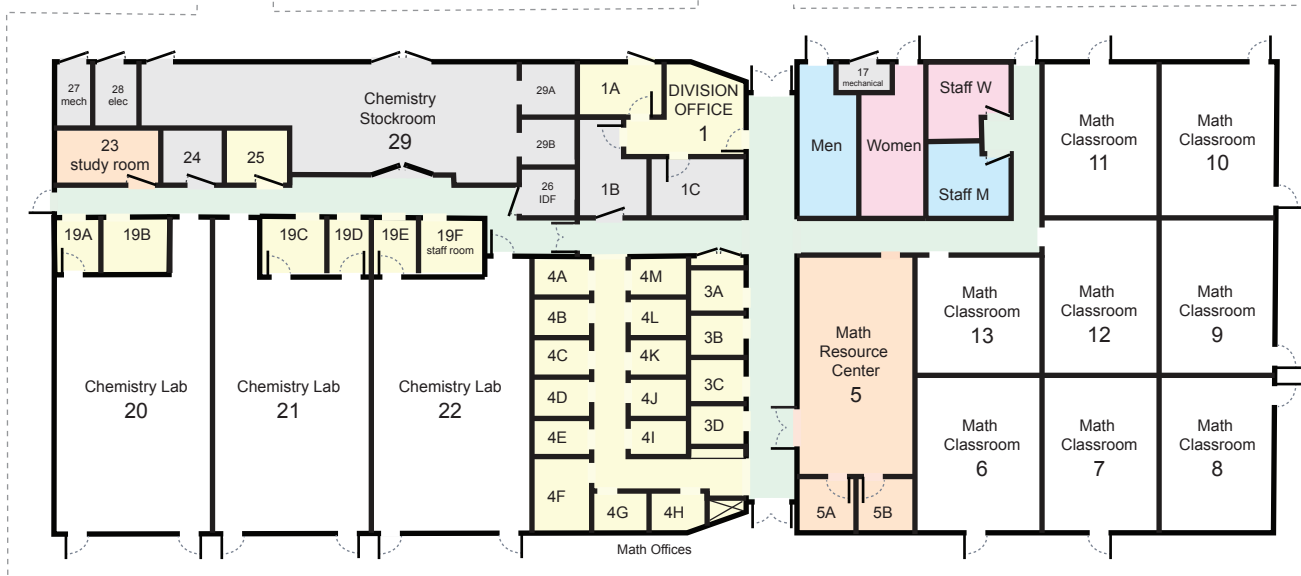 27
mech
28
elec
Chemistry
Stockroom
29
29A
29B
26
IDF
1A
DIVISION
OFFICE
1
1B
1C
23
study room
24
25
17
mechanical
Men
Women
Staff W
Staff M
Math
Classroom
11
Math
Classroom
10
19A
19B
19C
19D
19E
19F
staff room
Chemistry Lab
20
Chemistry Lab
21
Chemistry Lab
22
4A
4B
4C
4D
4E
4F
4G
4H
4M
4L
4K
4J
4I
3A
3B
3C
3D
Math Offices
Math
Resource
Center
5
5A
5B
Math
Classroom
13
Math
Classroom
12
Math
Classroom
9
Math
Classroom
6
Math
Classroom
7
Math
Classroom
8